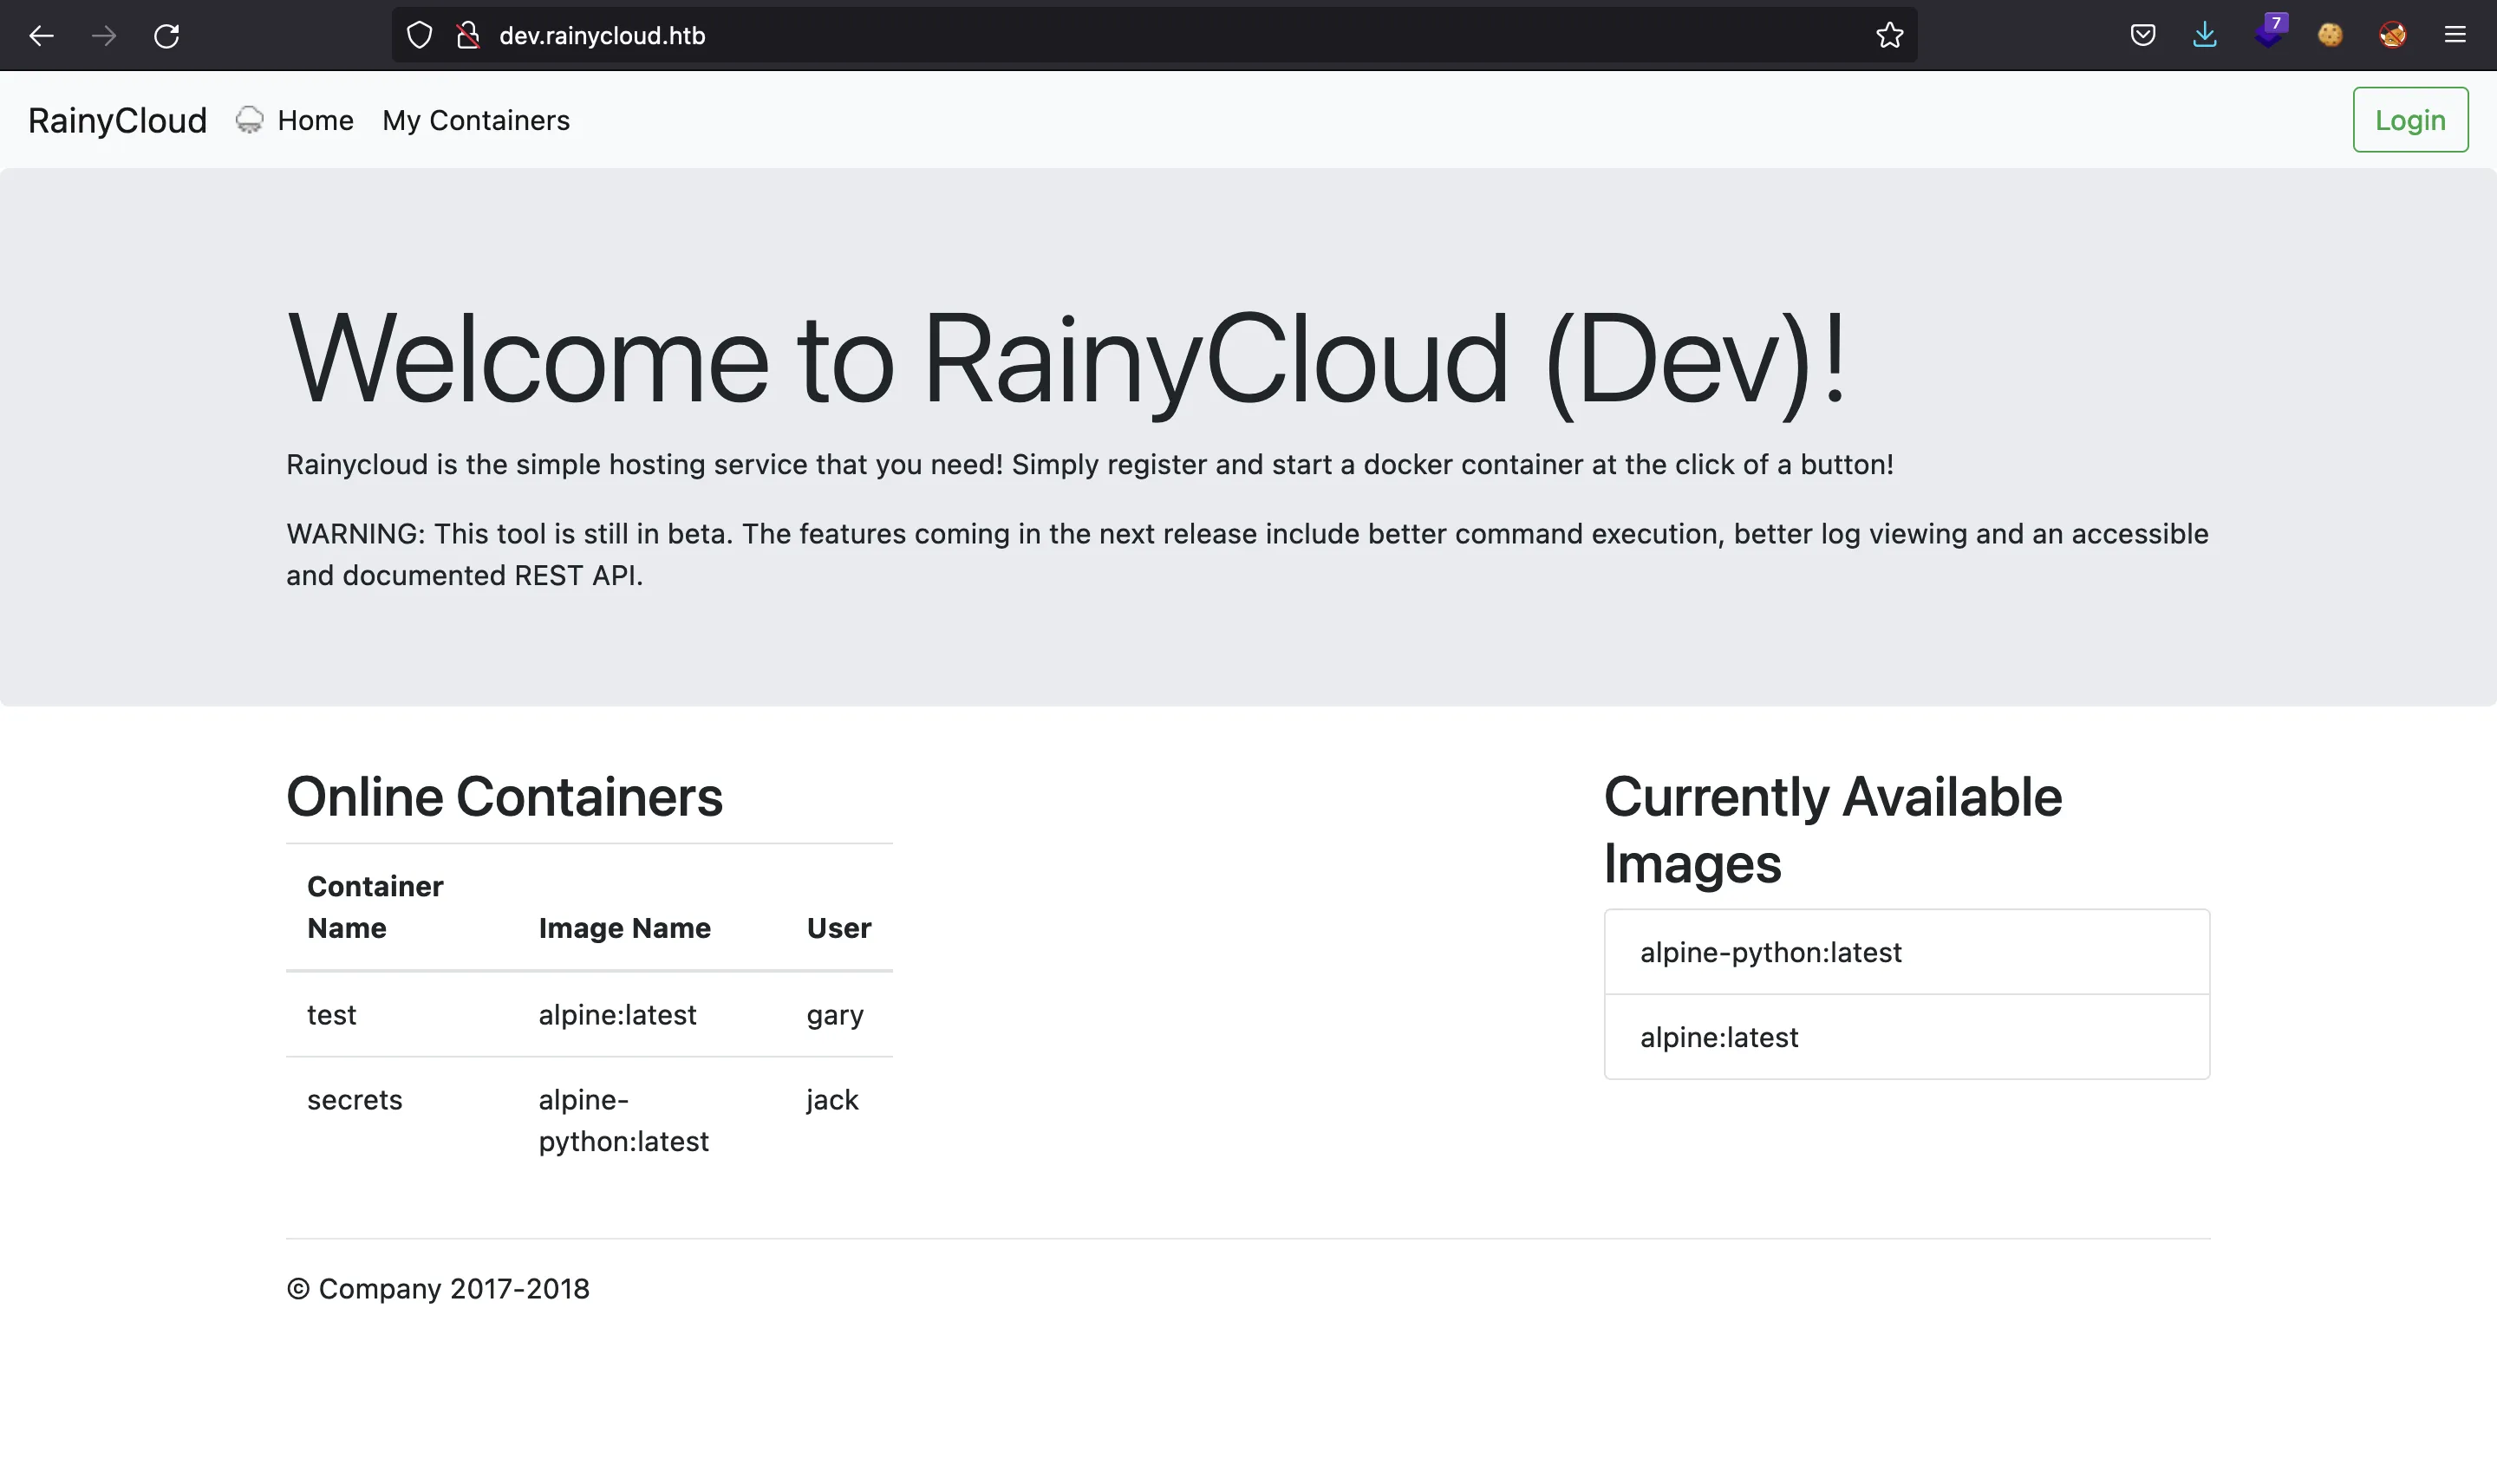 dev.rainycloud.htb
7
RainyCloud Home My Containers Login
Welcome to RainyCloud (Dev)!
Rainycloud is the simple hosting service that you need! Simply register and start a docker container at the click of a button!
WARNING: This tool is still in beta. The features coming in the next release include better command execution, better log viewing and an accessible
and documented REST API.
Online Containers
Container
Name Image Name User
test alpine:latest gary
secrets alpine- jack
python:latest
Currently Available
Images
alpine-python:latest
alpine:latest
© Company 2017-2018